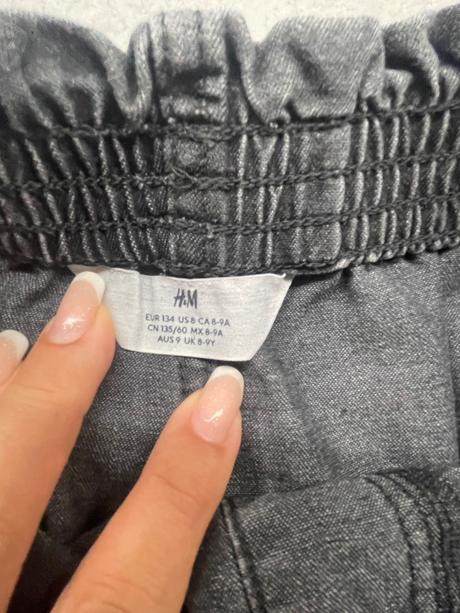 H&M
EUR 134 US 8 CA 8-9A
CN 135/60 MX 8-9A
AUS 9 UK 8-9Y